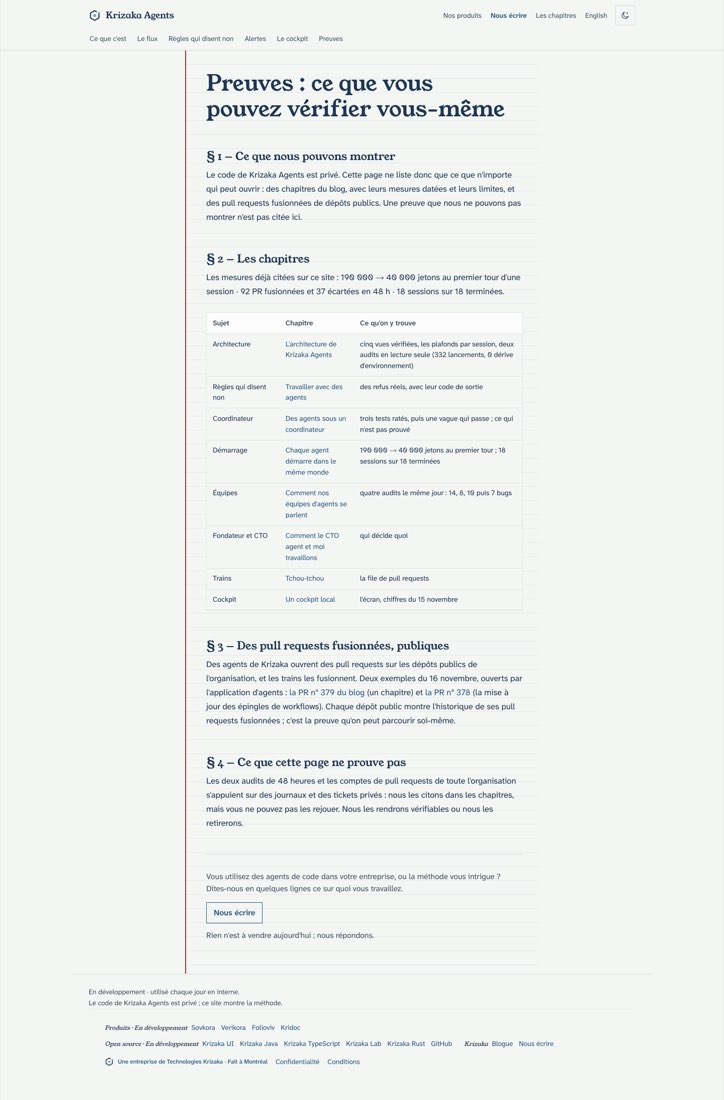 Krizaka Agents
Nos produits Nous écrire Les chapitres English
Ce que c'est Le flux Règles qui disent non Alertes Le cockpit Preuves
Preuves : ce que vous
pouvez vérifier vous-même
§ 1 – Ce que nous pouvons montrer
Le code de Krizaka Agents est privé. Cette page ne liste donc que ce que n'importe
qui peut ouvrir : des chapitres du blog, avec leurs mesures datées et leurs limites, et
des pull requests fusionnées de dépôts publics. Une preuve que nous ne pouvons pas
montrer n'est pas citée ici.
§ 2 – Les chapitres
Les mesures déjà citées sur ce site : 190 000 → 40 000 jetons au premier tour d'une
session · 92 PR fusionnées et 37 écartées en 48 h · 18 sessions sur 18 terminées.
Sujet Chapitre Ce qu'on y trouve
Architecture L'architecture de cinq vues vérifiées, les plafonds par session, deux
Krizaka Agents audits en lecture seule (332 lancements, 0 dérive
d'environnement)
Règles qui disent Travailler avec des des refus réels, avec leur code de sortie
non agents
Coordinateur Des agents sous un trois tests ratés, puis une vague qui passe ; ce qui
coordinateur n'est pas prouvé
Démarrage Chaque agent 190 000 → 40 000 jetons au premier tour ; 18
démarre dans le sessions sur 18 terminées
même monde
Équipes Comment nos quatre audits le même jour : 14, 8, 10 puis 7 bugs
équipes d'agents se
parlent
Fondateur et CTO Comment le CTO qui décide quoi
agent et moi
travaillons
Trains Tchou-tchou la file de pull requests
Cockpit Un cockpit local l'écran, chiffres du 15 novembre
§ 3 – Des pull requests fusionnées, publiques
Des agents de Krizaka ouvrent des pull requests sur les dépôts publics de
l'organisation, et les trains les fusionnent. Deux exemples du 16 novembre, ouverts par
l'application d'agents : la PR n° 379 du blog (un chapitre) et la PR n° 378 (la mise à
jour des épingles de workflows). Chaque dépôt public montre l'historique de ses pull
requests fusionnées ; c'est la preuve qu'on peut parcourir soi-même.
§ 4 – Ce que cette page ne prouve pas
Les deux audits de 48 heures et les comptes de pull requests de toute l'organisation
s'appuient sur des journaux et des tickets privés : nous les citons dans les chapitres,
mais vous ne pouvez pas les rejouer. Nous les rendrons vérifiables ou nous les
retirerons.
Vous utilisez des agents de code dans votre entreprise, ou la méthode vous intrigue ?
Dites-nous en quelques lignes ce sur quoi vous travaillez.
Nous écrire
Rien n'est à vendre aujourd'hui ; nous répondons.
En développement · utilisé chaque jour en interne.
Le code de Krizaka Agents est privé ; ce site montre la méthode.
Produits · En développement Sovkora Verikora Folioviv Kridoc
Open source · En développement Krizaka UI Krizaka Java Krizaka TypeScript Krizaka Lab Krizaka Rust GitHub Krizaka Blogue Nous écrire
Une entreprise de Technologies Krizaka · Fait à Montréal Confidentialité Conditions